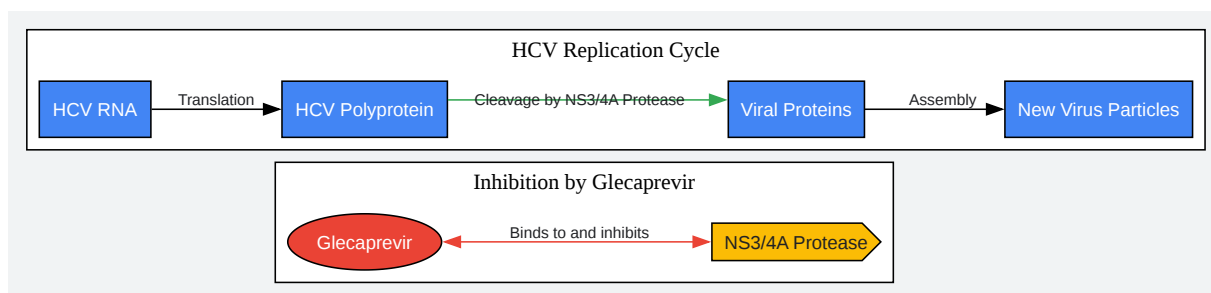 HCV Replication Cycle
HCV RNA
Translation
HCV Polyprotein
Cleavage by NS3/4A Protease
Viral Proteins
Assembly
New Virus Particles
Inhibition by Glecaprevir
Glecaprevir
Binds to and inhibits
NS3/4A Protease